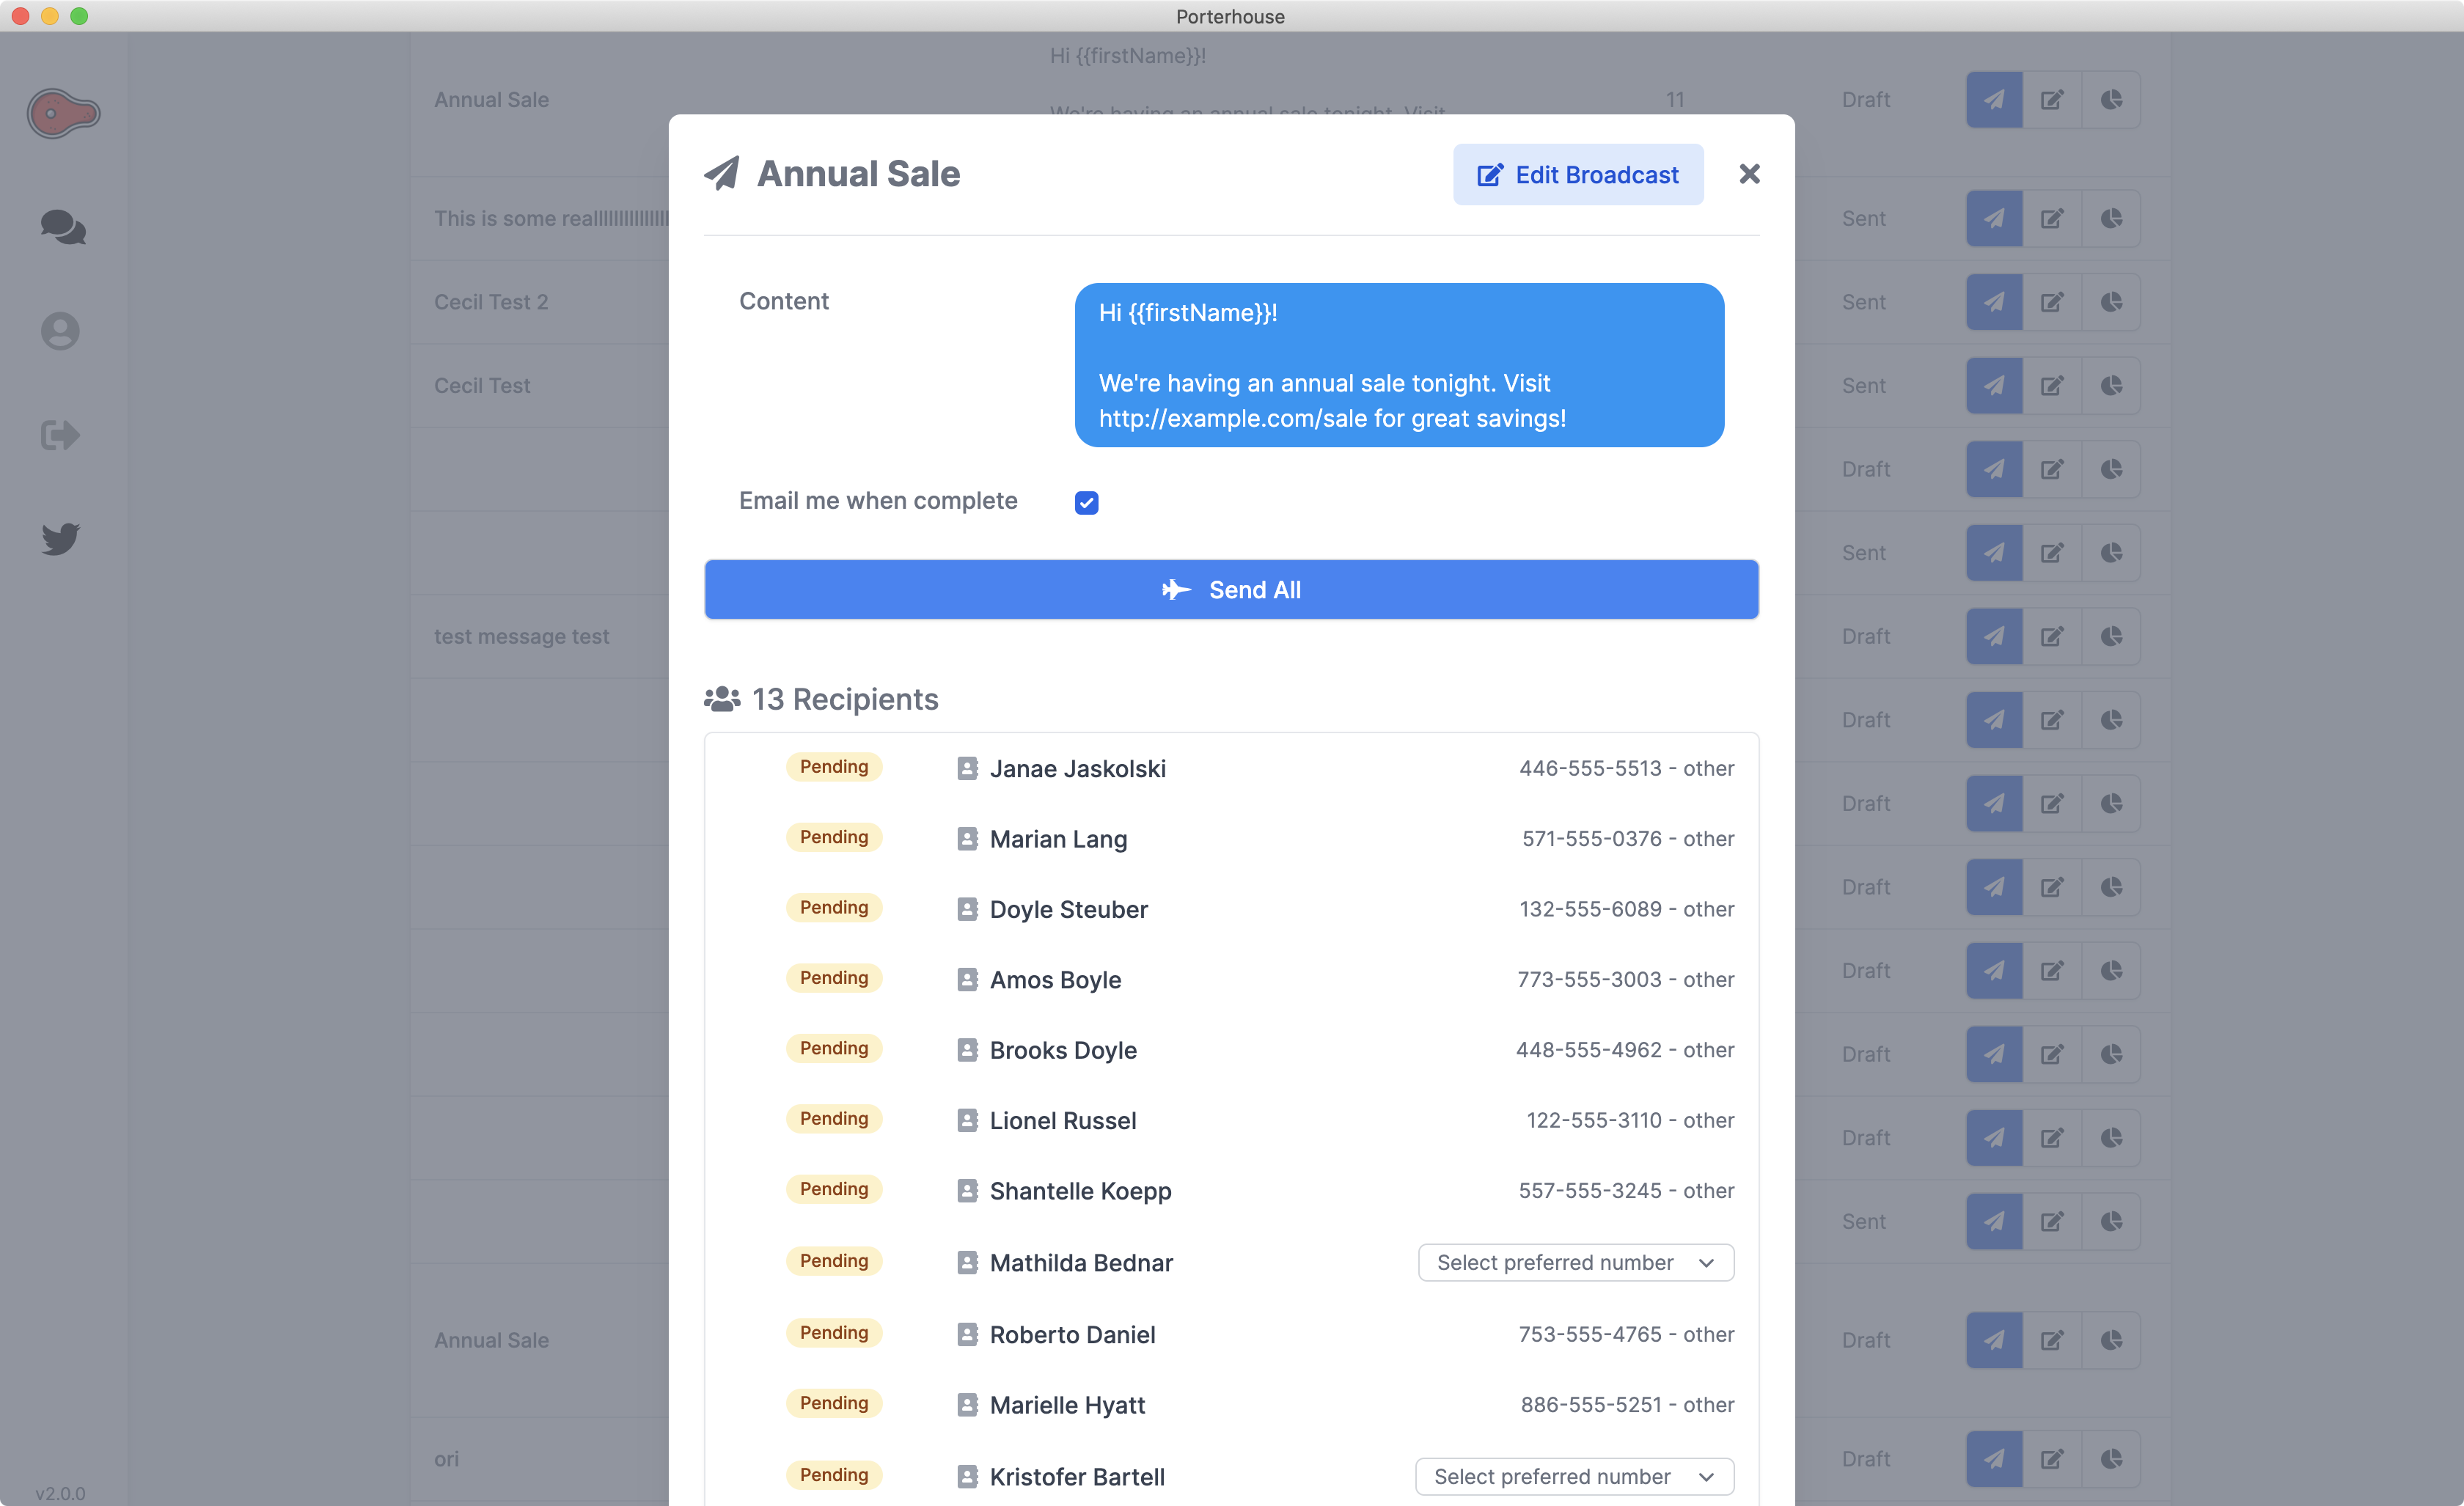 Porterhouse
Hi {{firstName}}!
Annual Sale
We're having an annual sale tonight. Visit
11
Draft
Annual Sale
Edit Broadcast
This is some
Sent
Content
Hi {{firstName}}!
We're having an annual sale tonight. Visit
http://example.com/sale for great savings!
Cecil Test 2
Sent
Cecil Test
Sent
Draft
Email me when complete
Sent
Send All
test message test
Draft
13 Recipients
Draft
Pending Janae Jaskolski 446-555-5513 - other
Draft
Pending Marian Lang 571-555-0376 - other
Draft
Pending Doyle Steuber 132-555-6089 - other
Draft
Pending Amos Boyle 773-555-3003 - other
Draft
Pending Brooks Doyle 448-555-4962 - other
Draft
Pending Lionel Russel 122-555-3110 - other
Pending Shantelle Koepp 557-555-3245 - other
Sent
Pending Mathilda Bednar Select preferred number
Pending Roberto Daniel 753-555-4765 - other
Annual Sale
Draft
Pending Marielle Hyatt 886-555-5251 - other
ori
Draft
Pending Kristofer Bartell Select preferred number
v2.0.0